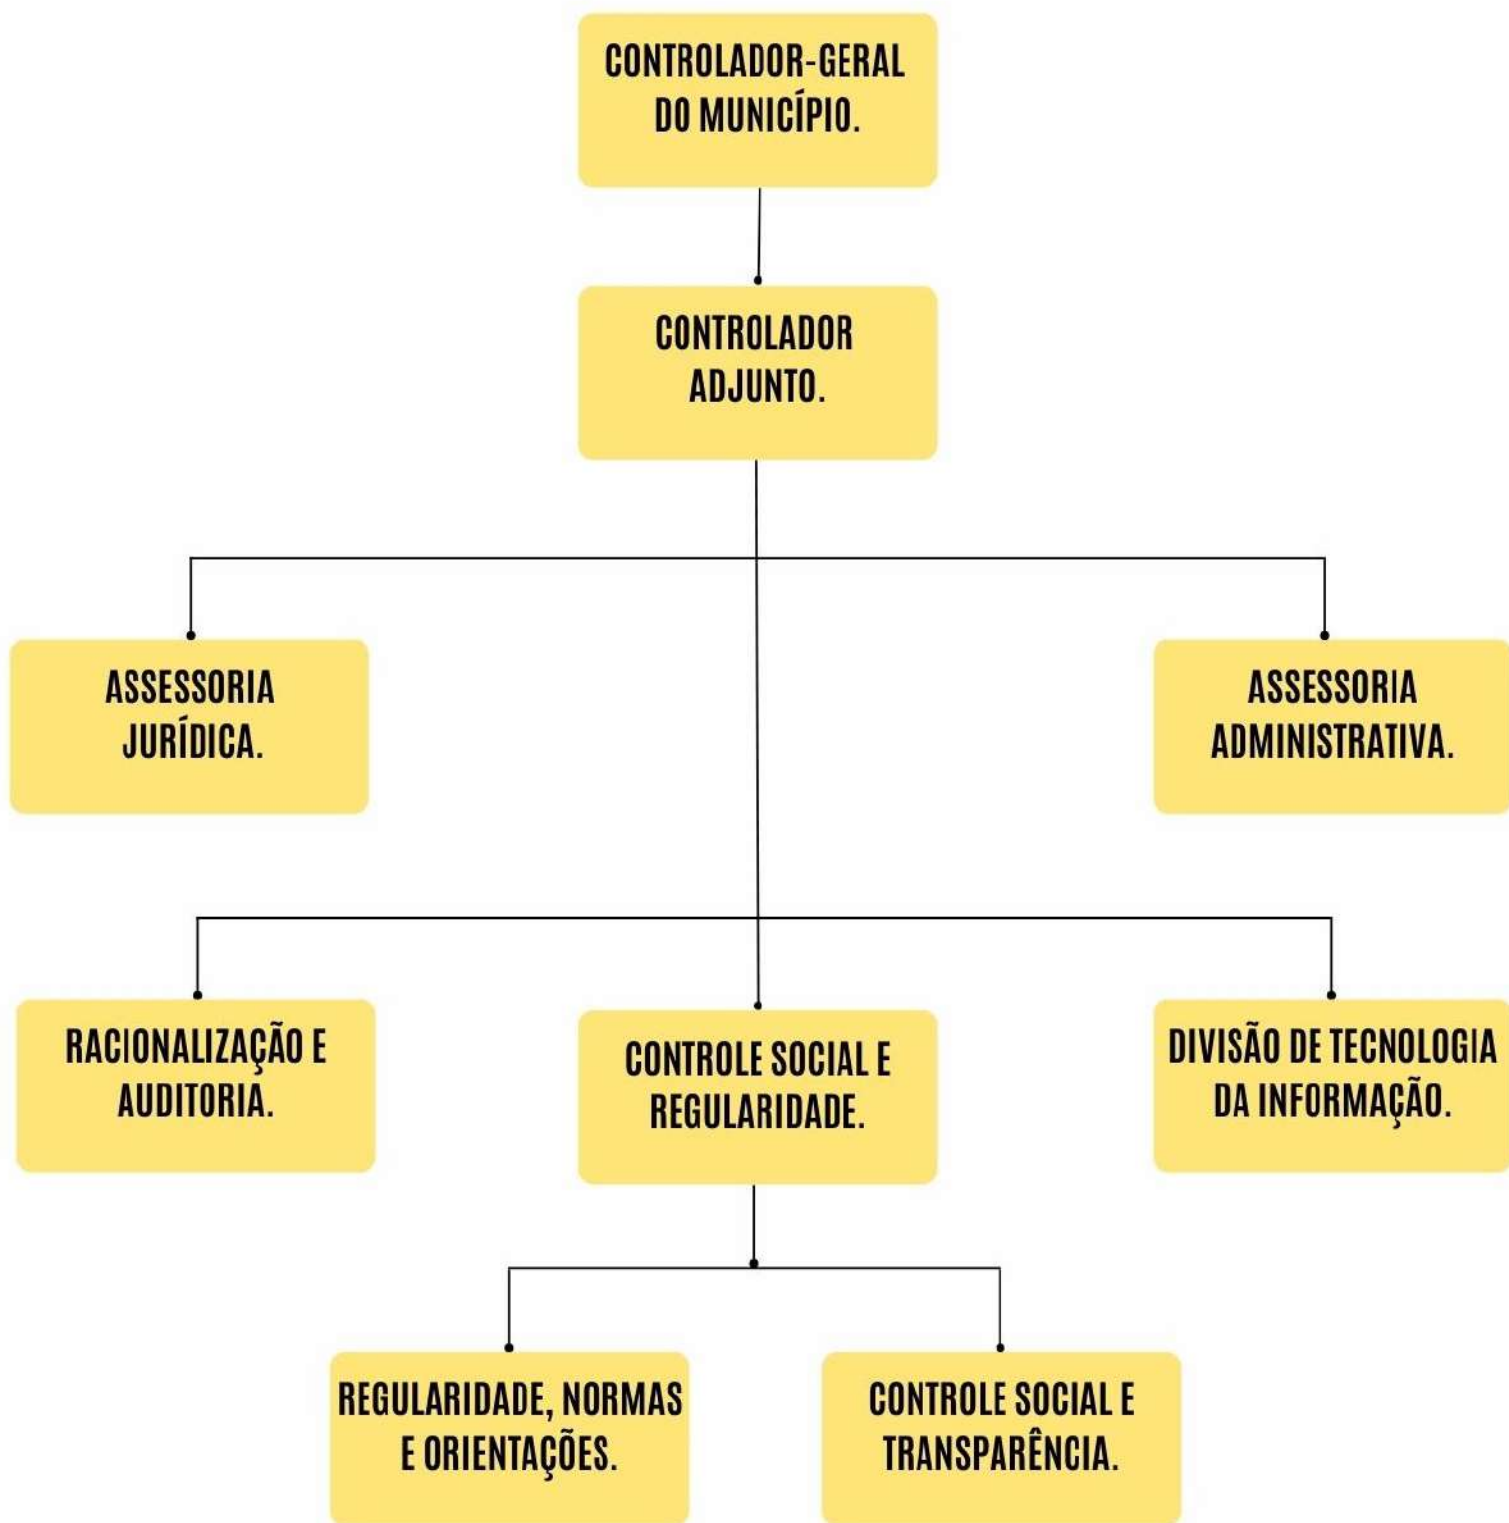 CONTROLADOR-GERAL
DO MUNICÍPIO.
CONTROLADOR
ADJUNTO.
ASSESSORIA
JURÍDICA.
ASSESSORIA
ADMINISTRATIVA.
RACIONALIZAÇÃO E
AUDITORIA.
CONTROLE SOCIAL E
REGULARIDADE.
DIVISÃO DE TECNOLOGIA
DA INFORMAÇÃO.
REGULARIDADE, NORMAS
E ORIENTAÇÕES.
CONTROLE SOCIAL E
TRANSPARÊNCIA.